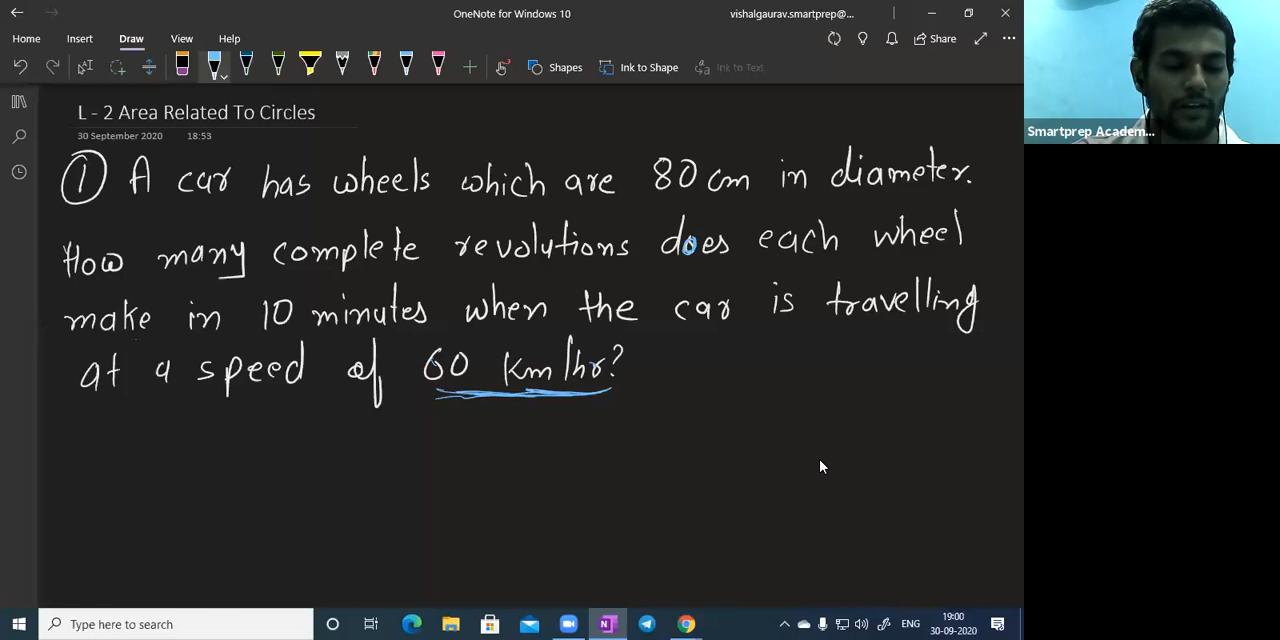 OneNote for Windows 10
vishalgaurav.smartprep@...
Home Insert Draw View Help
Share
Shapes
Ink to Shape
Ink to Text
L - 2 Area Related To Circles
30 September 2020 18:53
Smartprep Academ...
① A car has wheels which are 80 cm in diameter.
How many complete revolutions does each wheel
make in 10 minutes when the car is travelling
at a speed of 60 km/hr?
Type here to search
ENG
19:00
30-09-2020